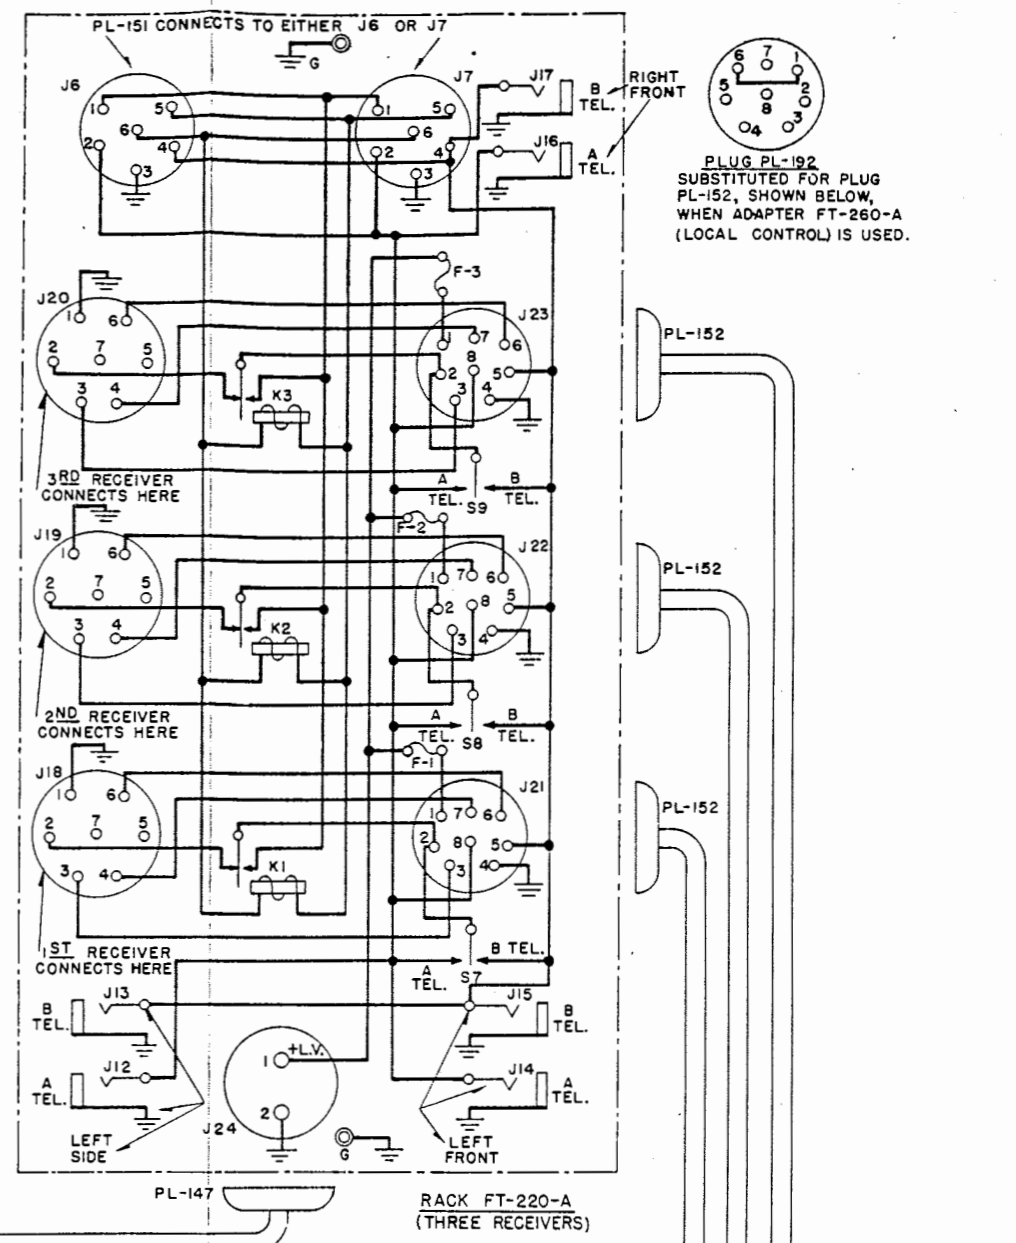 PL-151 CONNECTS TO EITHER J6 OR J7
G
J6
J7
1
5
6
2
4
3
1
5
6
2
4
3
J17
B
TEL.
RIGHT
FRONT
J16
A
TEL.
6
7
1
5
2
8
4
3
PLUG PL-192
SUBSTITUTED FOR PLUG
PL-152, SHOWN BELOW,
WHEN ADAPTER FT-260-A
(LOCAL CONTROL) IS USED.
F-3
J20
1
6
2
7
5
3
4
J23
1
7
6
2
8
5
3
4
K3
PL-152
3RD RECEIVER
CONNECTS HERE
A
TEL.
S9
B
TEL.
F-2
J19
1
6
2
7
5
3
4
J22
1
7
6
2
8
5
3
4
K2
PL-152
2ND RECEIVER
CONNECTS HERE
A
TEL.
S8
B
TEL.
F-1
J18
1
6
2
7
5
3
4
J21
1
7
6
2
8
5
3
4
K1
PL-152
1ST RECEIVER
CONNECTS HERE
A
TEL.
S7
B TEL.
J13
B
TEL.
J15
B
TEL.
J12
A
TEL.
1
+L.V.
2
J24
J14
A
TEL.
LEFT
SIDE
G
LEFT
FRONT
PL-147
RACK FT-220-A
(THREE RECEIVERS)